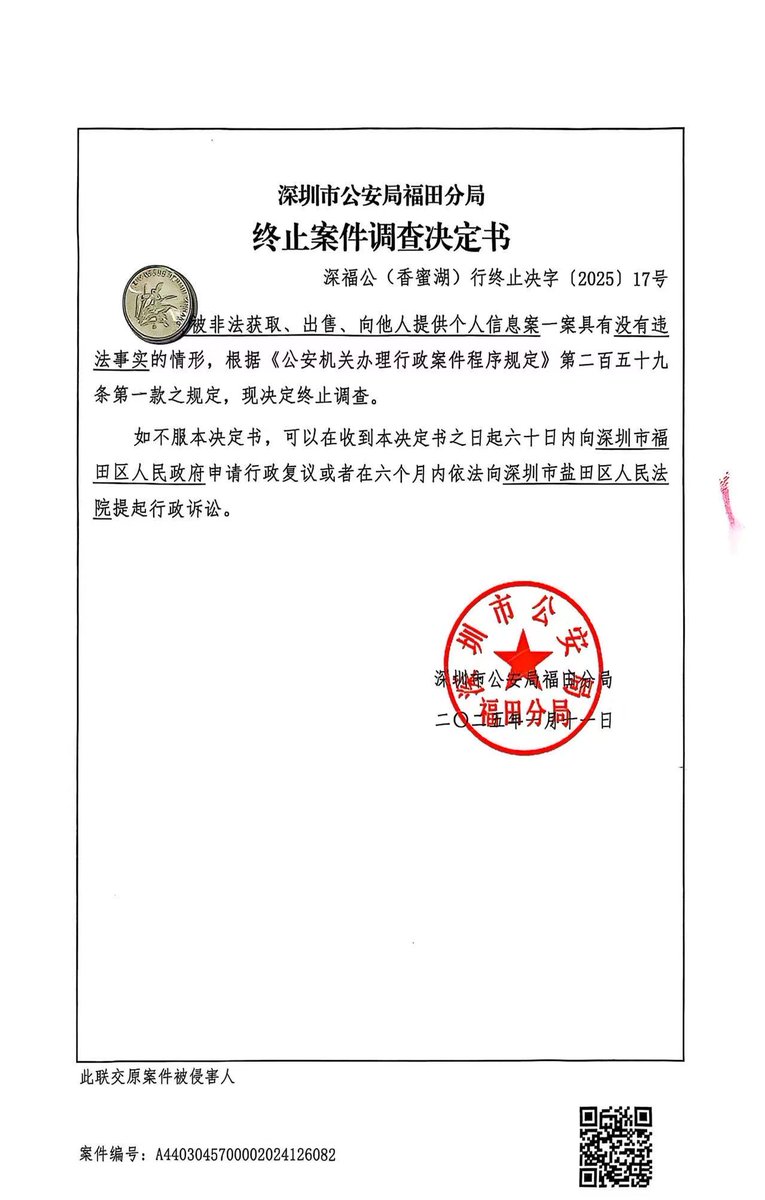 深圳市公安局福田分局
终止案件调查决定书
深福公（香蜜湖）行终止决字〔2025〕17号
被非法获取、出售、向他人提供个人信息案一案具有没有违
法事实的情形，根据《公安机关办理行政案件程序规定》第二百五十九
条第一款之规定，现决定终止调查。
如不服本决定书，可以在收到本决定书之日起六十日内向深圳市福
田区人民政府申请行政复议或者在六个月内依法向深圳市盐田区人民法
院提起行政诉讼。
深圳市公安局
福田分局
深圳市公安局福田分局
二〇二五年一月十一日
此联交原案件被侵害人
案件编号：A4403045700002024126082